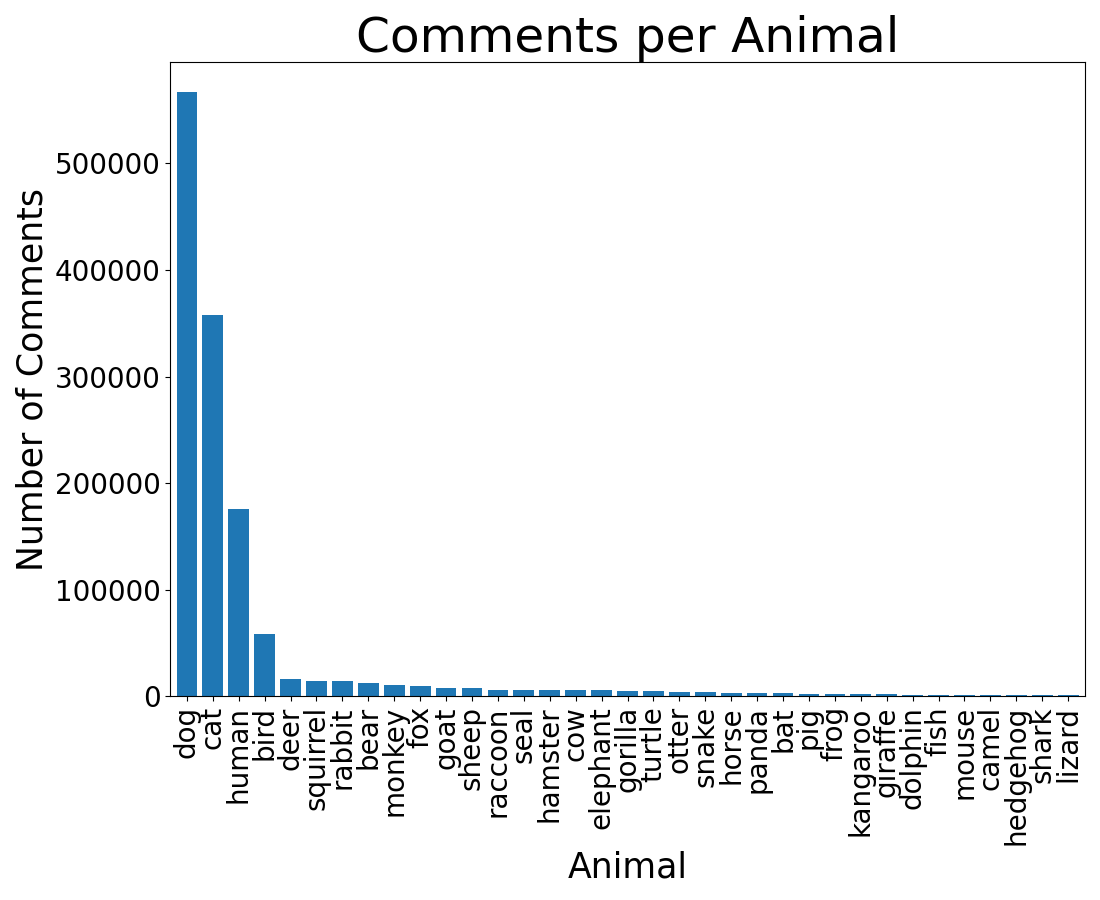 Comments per Animal
Number of Comments
500000
400000
300000
200000
100000
0
dog
cat
human
bird
deer
squirrel
rabbit
bear
monkey
fox
goat
sheep
raccoon
seal
hamster
cow
elephant
gorilla
turtle
otter
snake
horse
panda
bat
pig
frog
kangaroo
giraffe
dolphin
fish
mouse
camel
hedgehog
shark
lizard
Animal